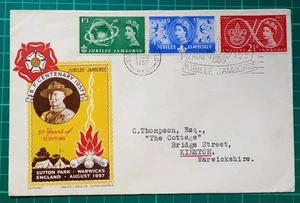 1'3
JUBILEE JAMBOREE
JUBILEE JAMBOREE
JUBILEE JAMBOREE
1957
JUBILEE JAMBOREE
B.P. CENTENARY 1957
JUBILEE JAMBOREE
50 Years of
SCOUTING
SUTTON PARK · WARWICKS
ENGLAND · AUGUST 1957
C.Thompson, Esq.,
"The Cottage"
Bridge Street,
KINETON,
Warwickshire.